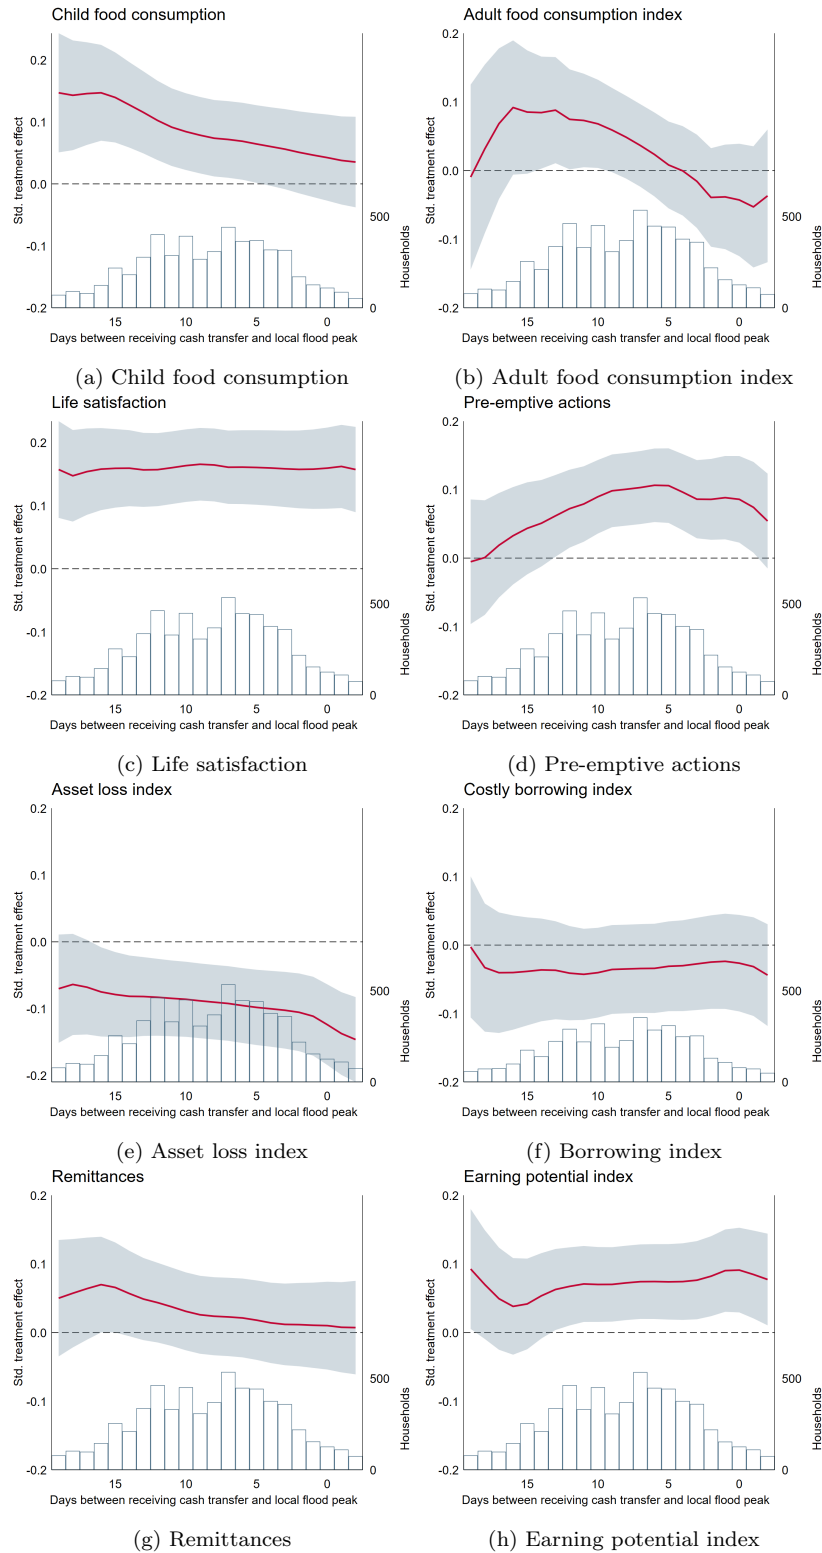 Child food consumption
0.2
0.1
0.0
-0.1
-0.2
Std. treatment effect
500
0
Households
15 10 5 0
Days between receiving cash transfer and local flood peak
(a) Child food consumption
Adult food consumption index
0.2
0.1
0.0
-0.1
-0.2
Std. treatment effect
500
0
Households
15 10 5 0
Days between receiving cash transfer and local flood peak
(b) Adult food consumption index
Life satisfaction
0.2
0.1
0.0
-0.1
-0.2
Std. treatment effect
500
0
Households
15 10 5 0
Days between receiving cash transfer and local flood peak
(c) Life satisfaction
Pre-emptive actions
0.2
0.1
0.0
-0.1
-0.2
Std. treatment effect
500
0
Households
15 10 5 0
Days between receiving cash transfer and local flood peak
(d) Pre-emptive actions
Asset loss index
0.2
0.1
0.0
-0.1
-0.2
Std. treatment effect
500
0
Households
15 10 5 0
Days between receiving cash transfer and local flood peak
(e) Asset loss index
Costly borrowing index
0.2
0.1
0.0
-0.1
-0.2
Std. treatment effect
500
0
Households
15 10 5 0
Days between receiving cash transfer and local flood peak
(f) Borrowing index
Remittances
0.2
0.1
0.0
-0.1
-0.2
Std. treatment effect
500
0
Households
15 10 5 0
Days between receiving cash transfer and local flood peak
(g) Remittances
Earning potential index
0.2
0.1
0.0
-0.1
-0.2
Std. treatment effect
500
0
Households
15 10 5 0
Days between receiving cash transfer and local flood peak
(h) Earning potential index